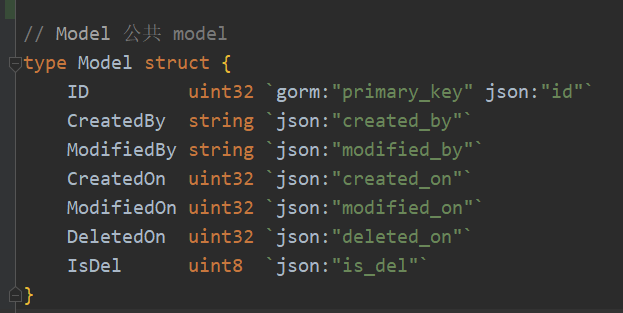 // Model 公共 model
type Model struct {
    ID         uint32 `gorm:"primary_key" json:"id"`
    CreatedBy  string `json:"created_by"`
    ModifiedBy string `json:"modified_by"`
    CreatedOn  uint32 `json:"created_on"`
    ModifiedOn uint32 `json:"modified_on"`
    DeletedOn  uint32 `json:"deleted_on"`
    IsDel      uint8  `json:"is_del"`
}